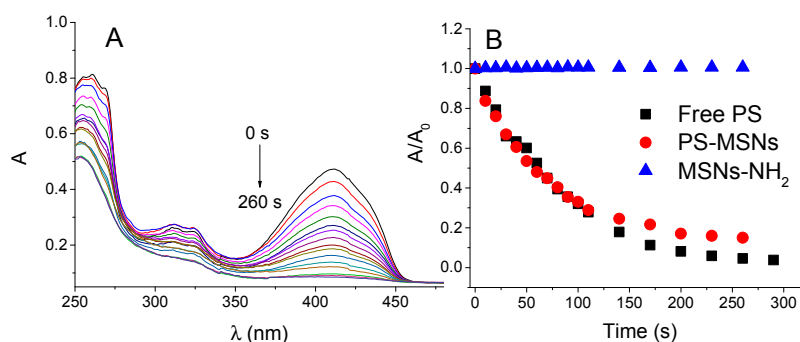 A
A
1.0
0.8
0.6
0.4
0.2
0 s
260 s
250
300
350
400
450
λ (nm)
B
A/A0
1.2
1.0
0.8
0.6
0.4
0.2
0.0
Free PS
PS-MSNs
MSNs-NH2
0
50
100
150
200
250
290
Time (s)